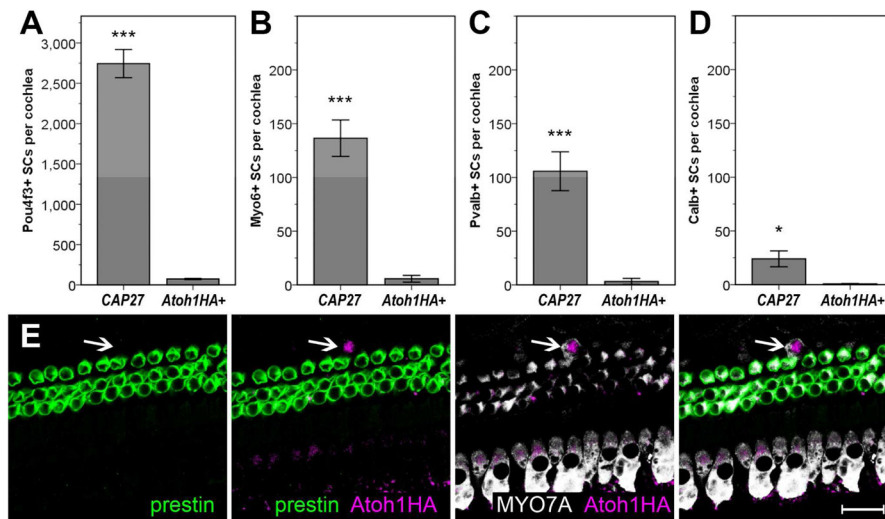 A
B
C
D
Pou4f3+ SCs per cochlea
3,000
2,500
2,000
1,500
1,000
500
0
***
CAP27 Atoh1HA+
Myo6+ SCs per cochlea
200
150
100
50
0
***
CAP27 Atoh1HA+
Pvalb+ SCs per cochlea
200
150
100
50
0
***
CAP27 Atoh1HA+
Calb+ SCs per cochlea
200
150
100
50
0
*
CAP27 Atoh1HA+
E
prestin
prestin Atoh1HA
MYO7A Atoh1HA